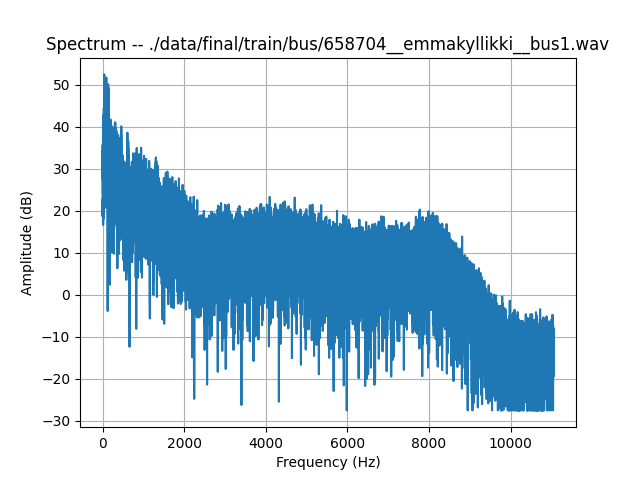 Spectrum -- ./data/final/train/bus/658704__emmakyllikki__bus1.wav
50
40
30
20
10
0
−10
−20
−30
Amplitude (dB)
0 2000 4000 6000 8000 10000
Frequency (Hz)